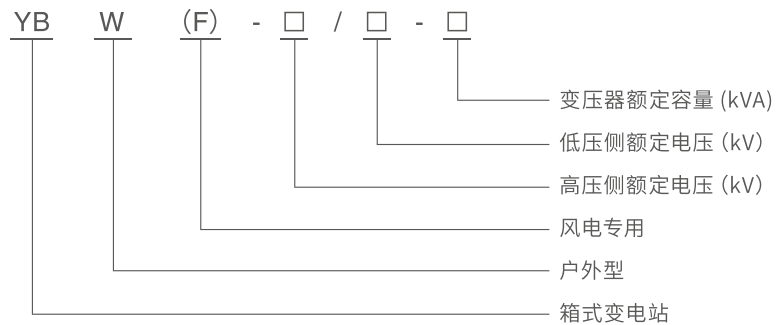 YB W (F) - □ / □ - □
变压器额定容量 (kVA)
低压侧额定电压 (kV)
高压侧额定电压 (kV)
风电专用
户外型
箱式变电站